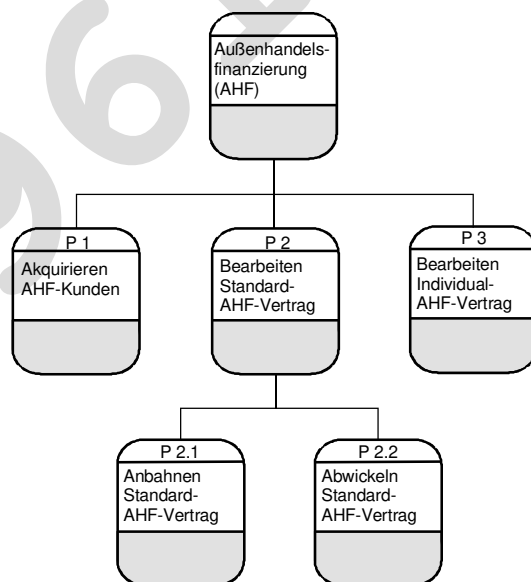 Außenhandels-
finanzierung
(AHF)
P 1
Akquirieren
AHF-Kunden
P 2
Bearbeiten
Standard-
AHF-Vertrag
P 3
Bearbeiten
Individual-
AHF-Vertrag
P 2.1
Anbahnen
Standard-
AHF-Vertrag
P 2.2
Abwickeln
Standard-
AHF-Vertrag